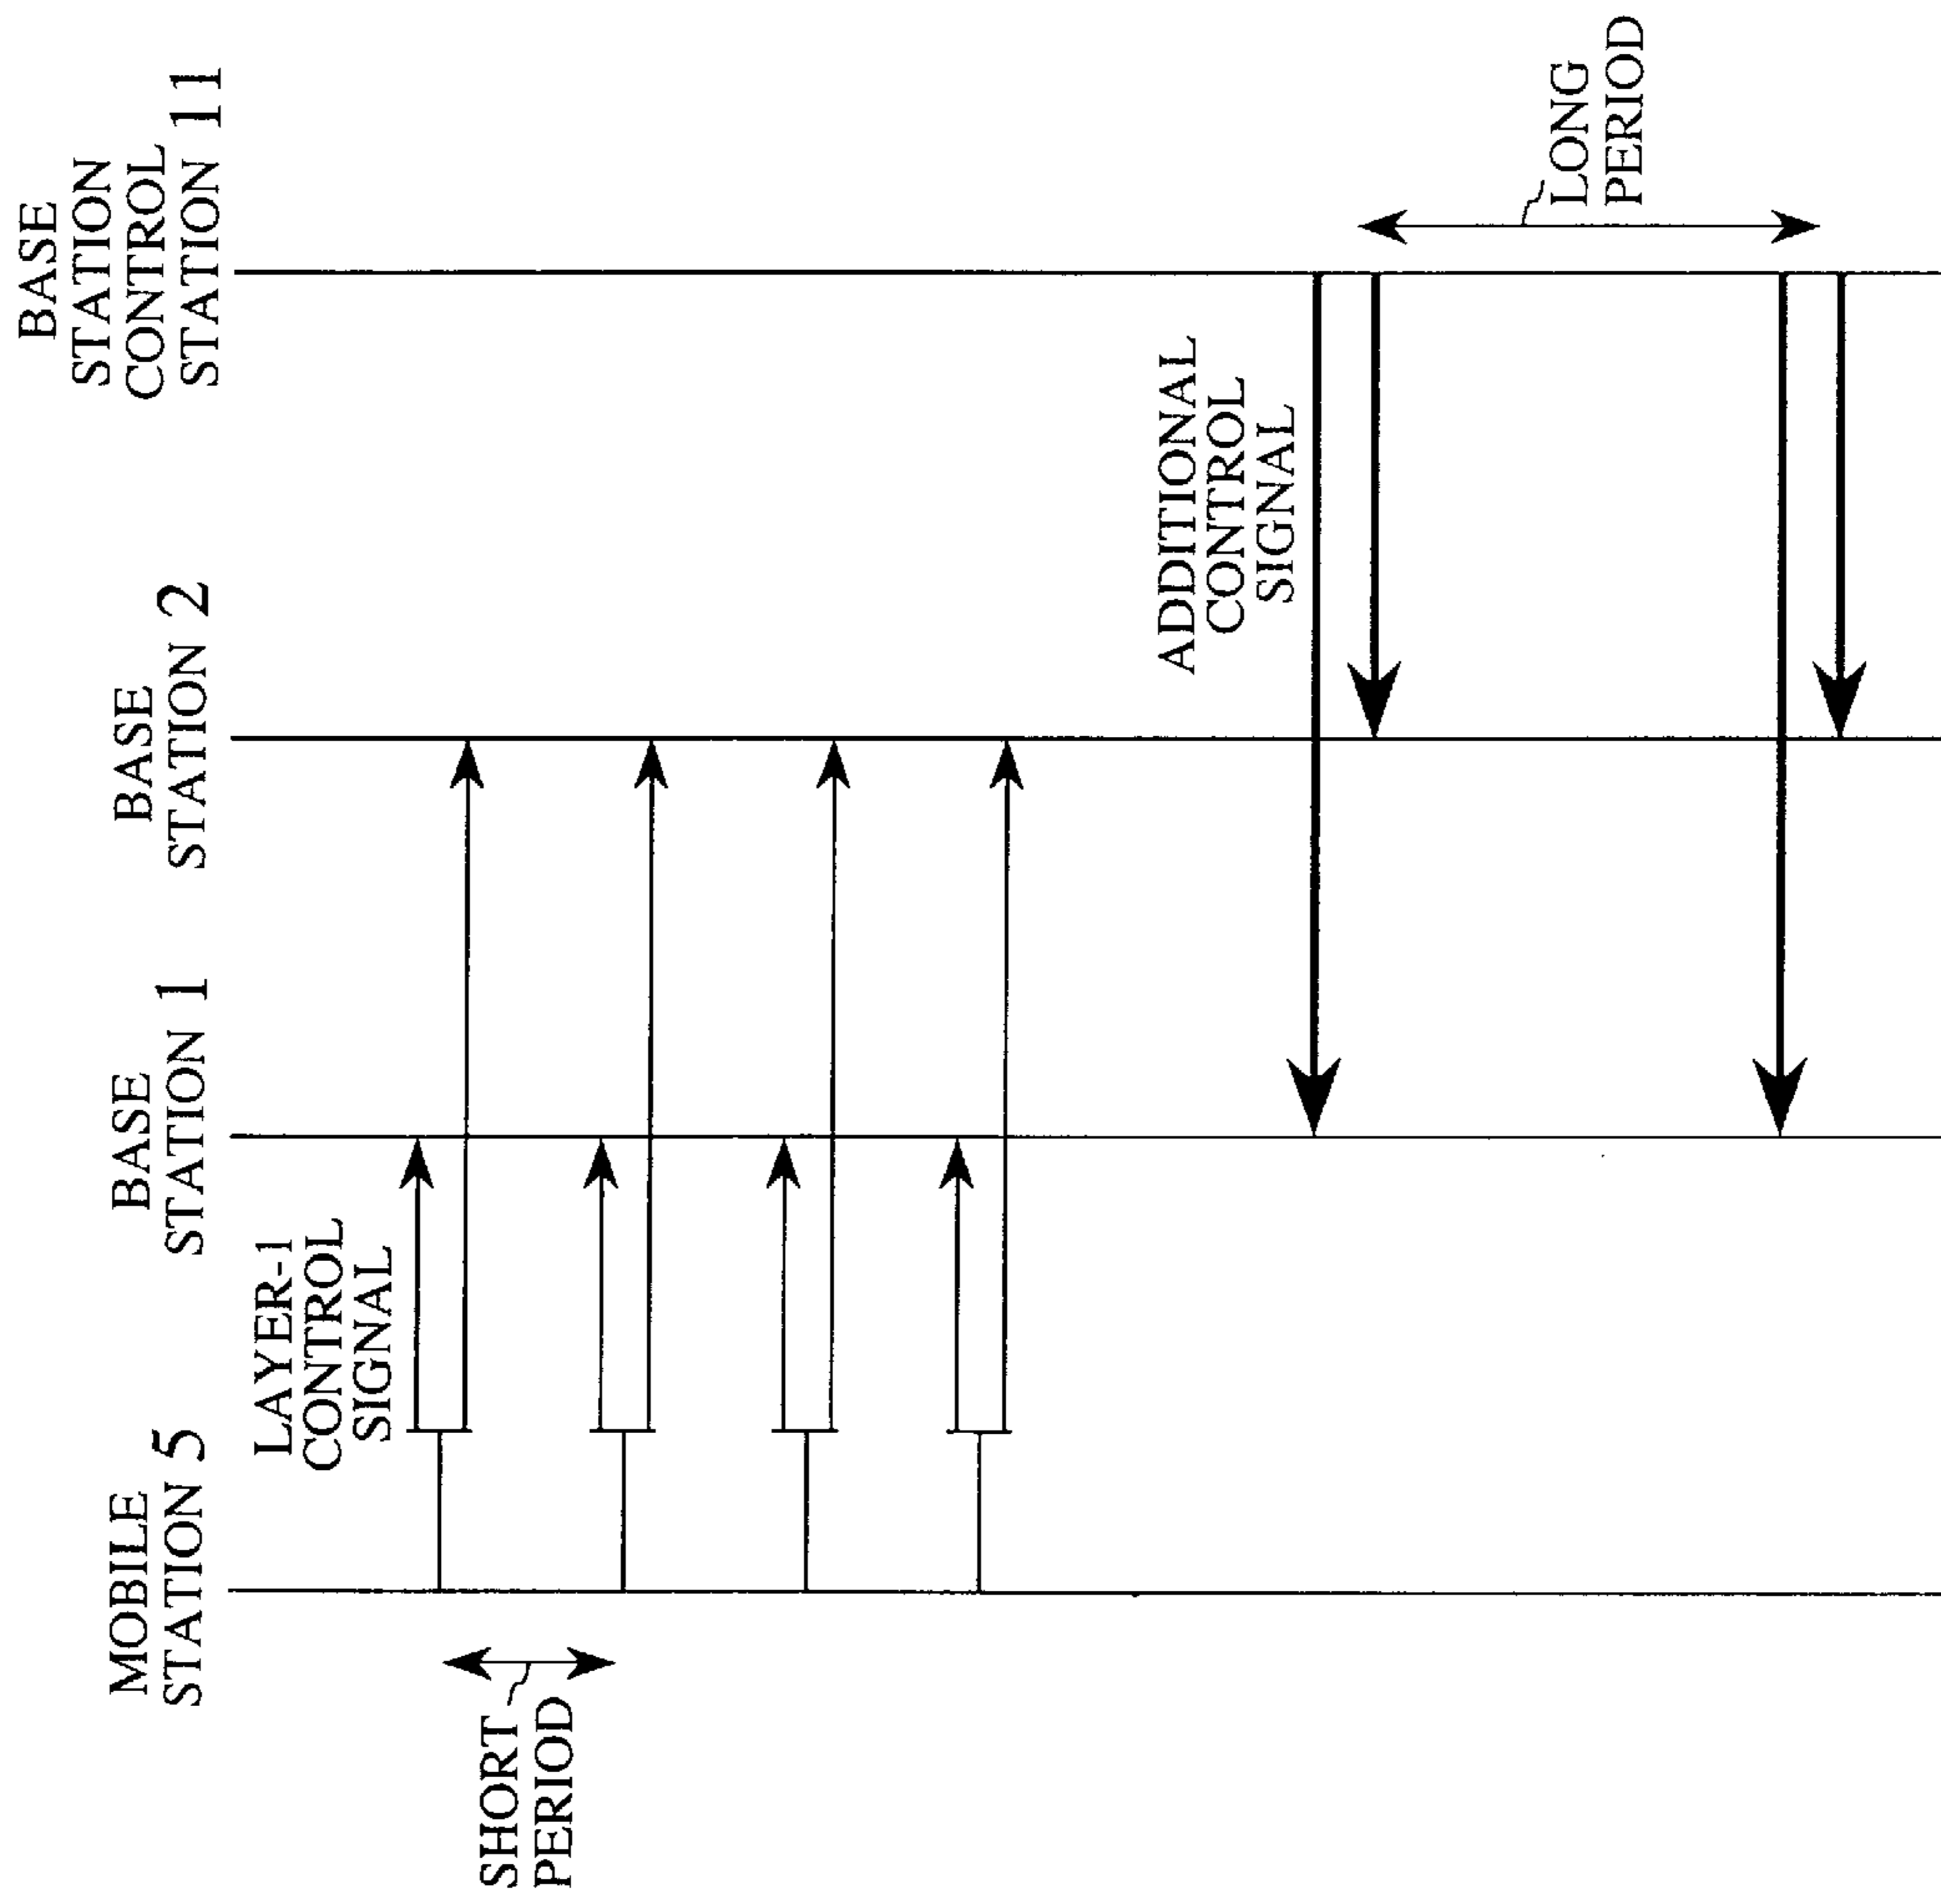 MOBILE
STATION 5
BASE
STATION 1
BASE
STATION 2
BASE
STATION
CONTROL
STATION 11
LAYER-1
CONTROL
SIGNAL
SHORT
PERIOD
ADDITIONAL
CONTROL
SIGNAL
LONG
PERIOD